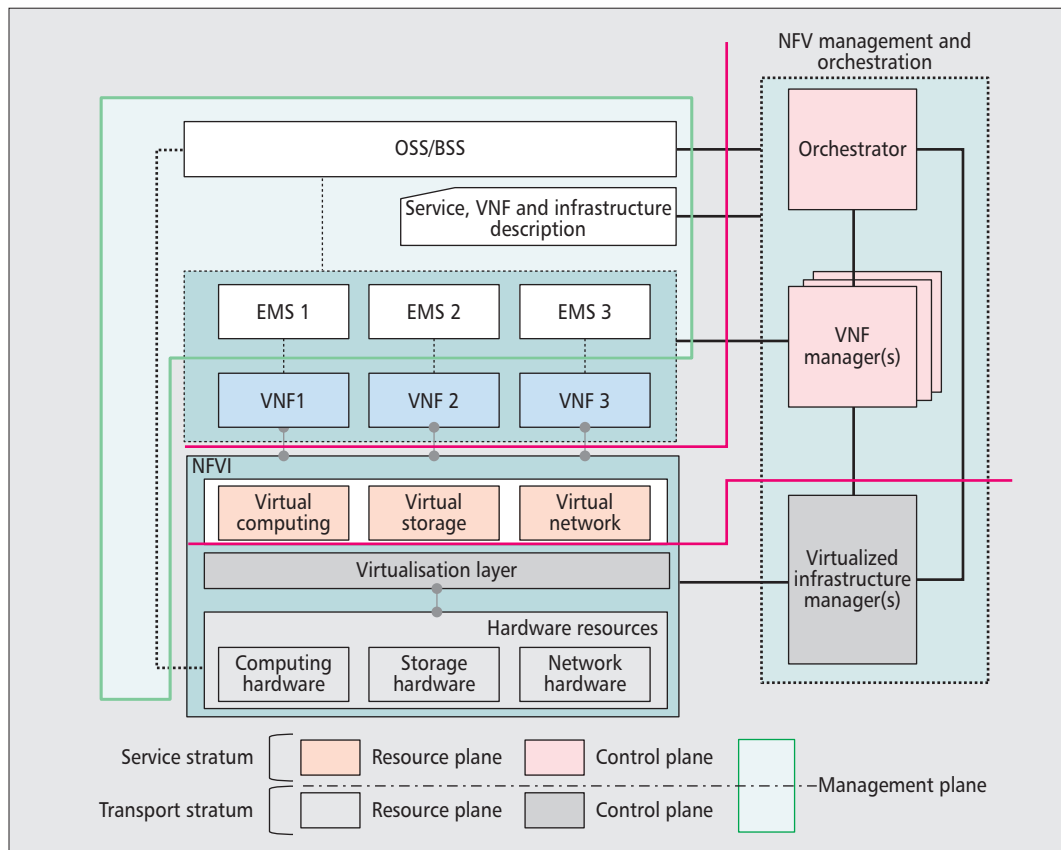 NFV management and
orchestration
OSS/BSS
Orchestrator
Service, VNF and infrastructure
description
EMS 1
EMS 2
EMS 3
VNF
manager(s)
VNF1
VNF 2
VNF 3
NFVI
Virtual
computing
Virtual
storage
Virtual
network
Virtualisation layer
Virtualized
infrastructure
manager(s)
Hardware resources
Computing
hardware
Storage
hardware
Network
hardware
Service stratum
Resource plane
Control plane
Management plane
Transport stratum
Resource plane
Control plane